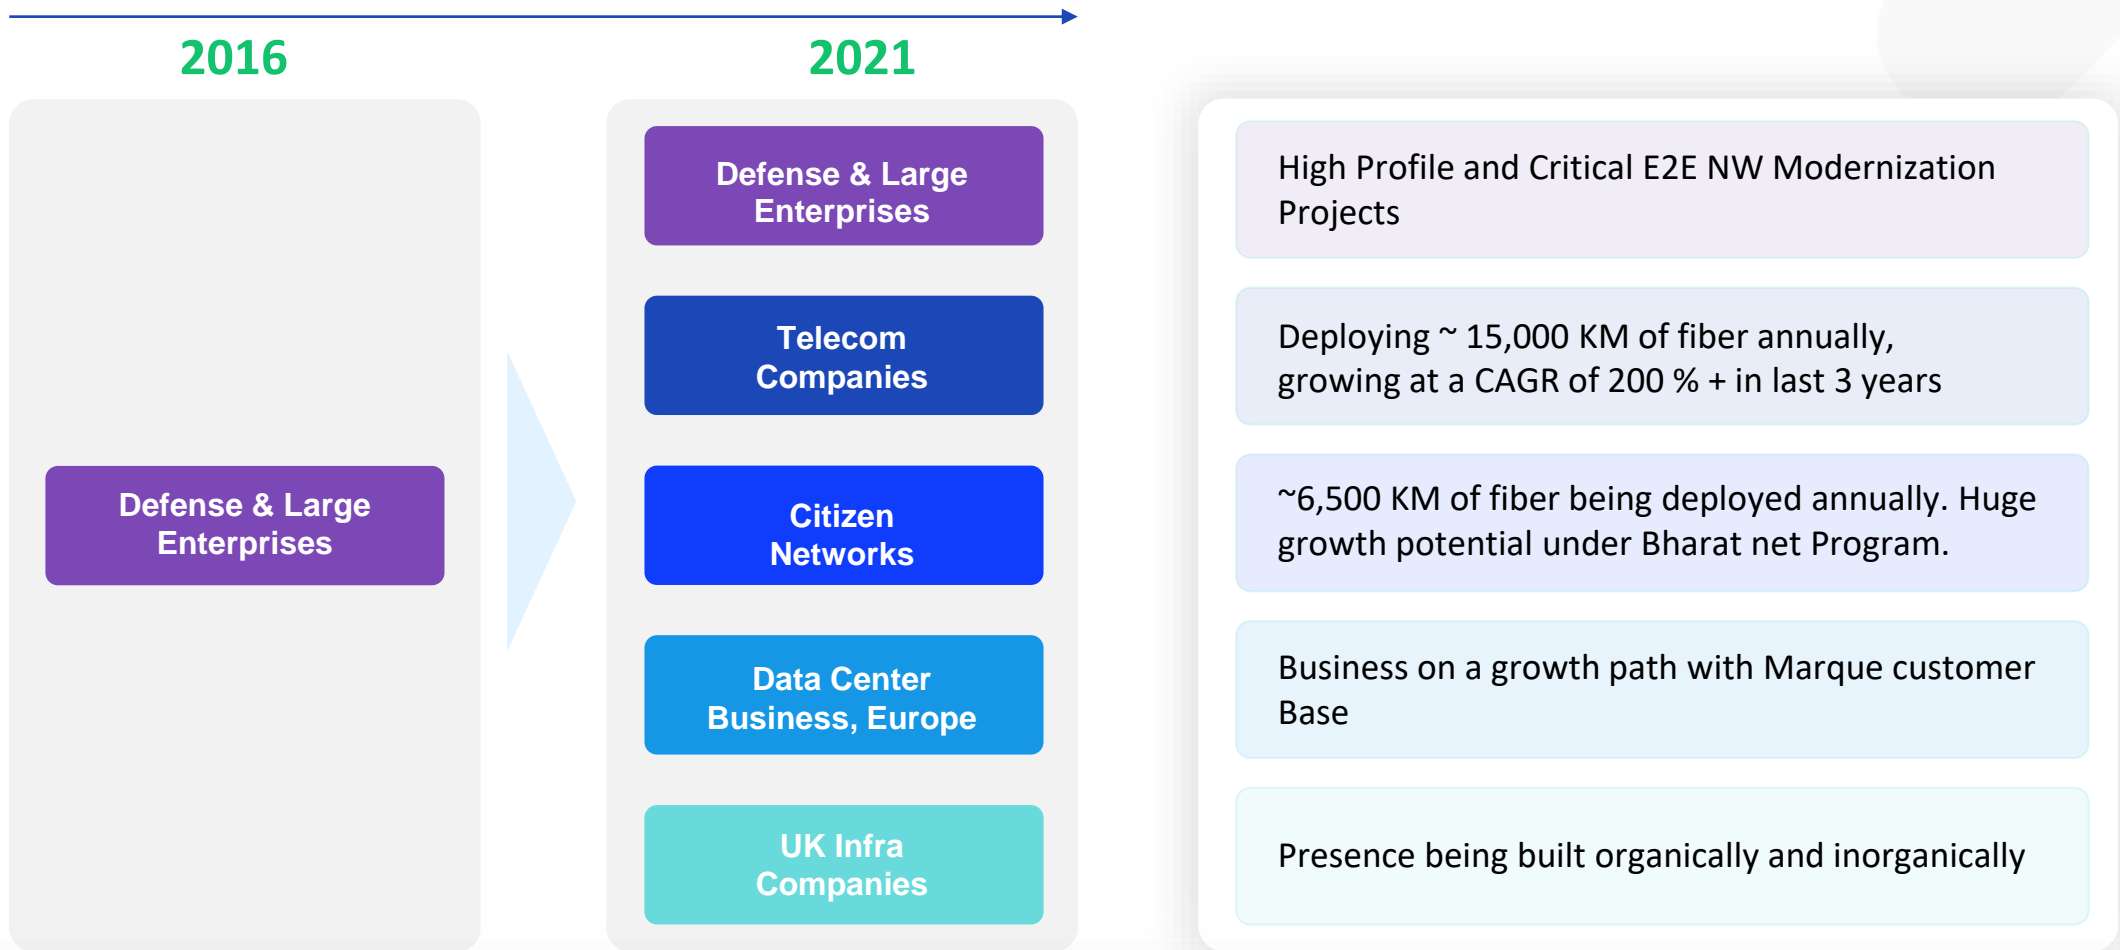 2016
2021
Defense & Large
Enterprises
Defense & Large
Enterprises
Telecom
Companies
Citizen
Networks
Data Center
Business, Europe
UK Infra
Companies
High Profile and Critical E2E NW Modernization
Projects
Deploying ~ 15,000 KM of fiber annually,
growing at a CAGR of 200 % + in last 3 years
~6,500 KM of fiber being deployed annually. Huge
growth potential under Bharat net Program.
Business on a growth path with Marque customer
Base
Presence being built organically and inorganically